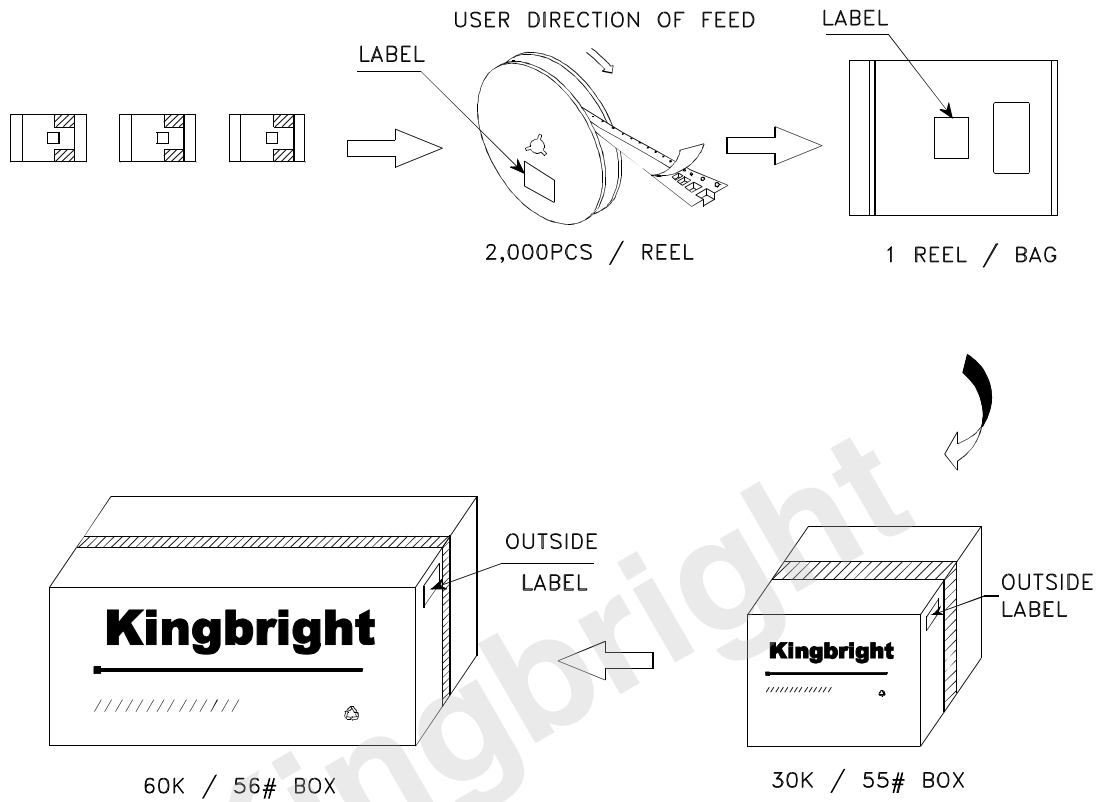 USER DIRECTION OF FEED
LABEL
LABEL
2,000PCS / REEL
1 REEL / BAG
OUTSIDE
LABEL
Kingbright
60K / 56# BOX
OUTSIDE
LABEL
Kingbright
30K / 55# BOX
Kingbright